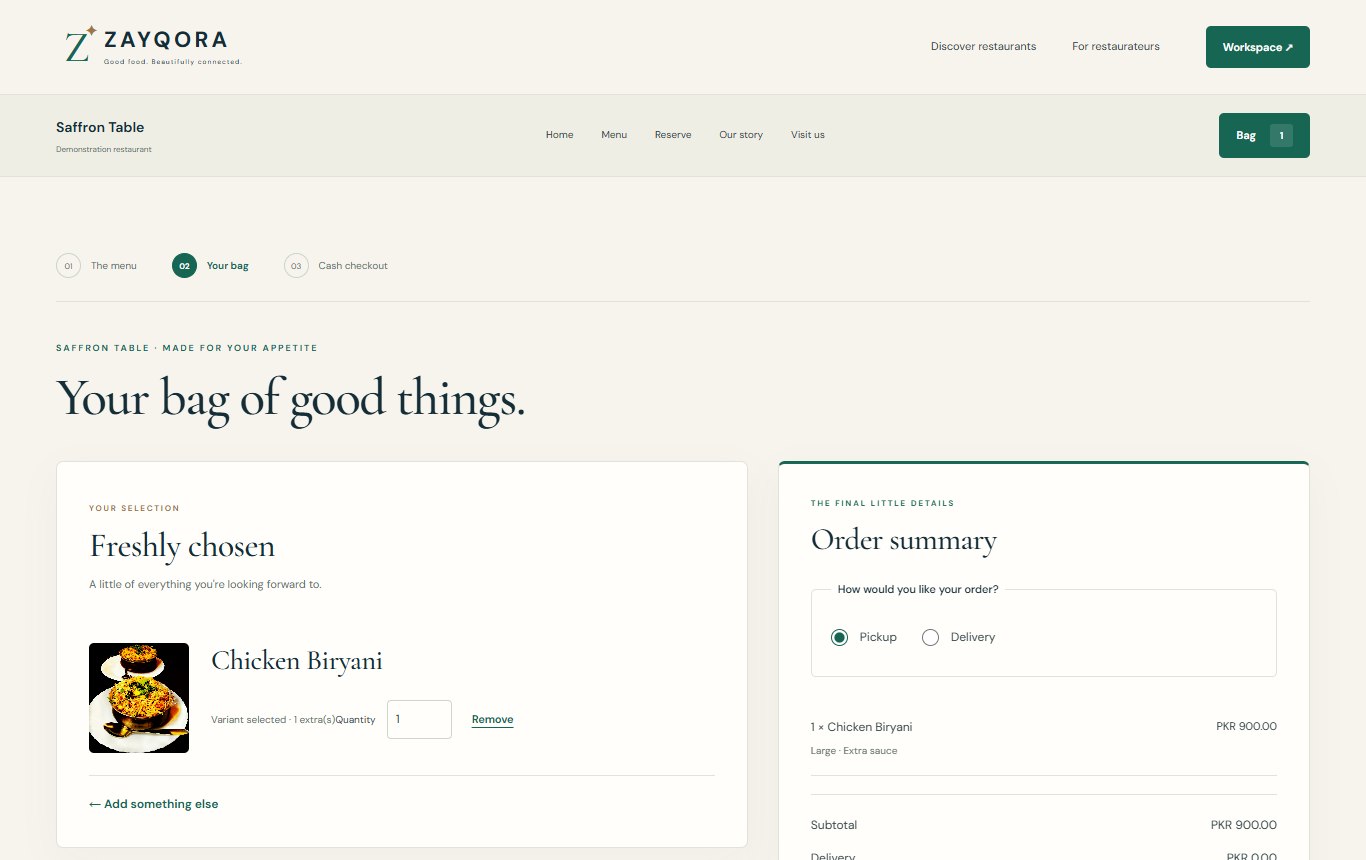 Z ZAYQORA
Good food. Beautifully connected.
Discover restaurants
For restaurateurs
Workspace ↗
Saffron Table
Demonstration restaurant
Home
Menu
Reserve
Our story
Visit us
Bag 1
01 The menu
02 Your bag
03 Cash checkout
SAFFRON TABLE · MADE FOR YOUR APPETITE
Your bag of good things.
YOUR SELECTION
Freshly chosen
A little of everything you're looking forward to.
Chicken Biryani
Variant selected · 1 extra(s)Quantity 1 Remove
← Add something else
THE FINAL LITTLE DETAILS
Order summary
How would you like your order?
Pickup Delivery
1 × Chicken Biryani PKR 900.00
Large · Extra sauce
Subtotal PKR 900.00
Delivery PKR 0.00